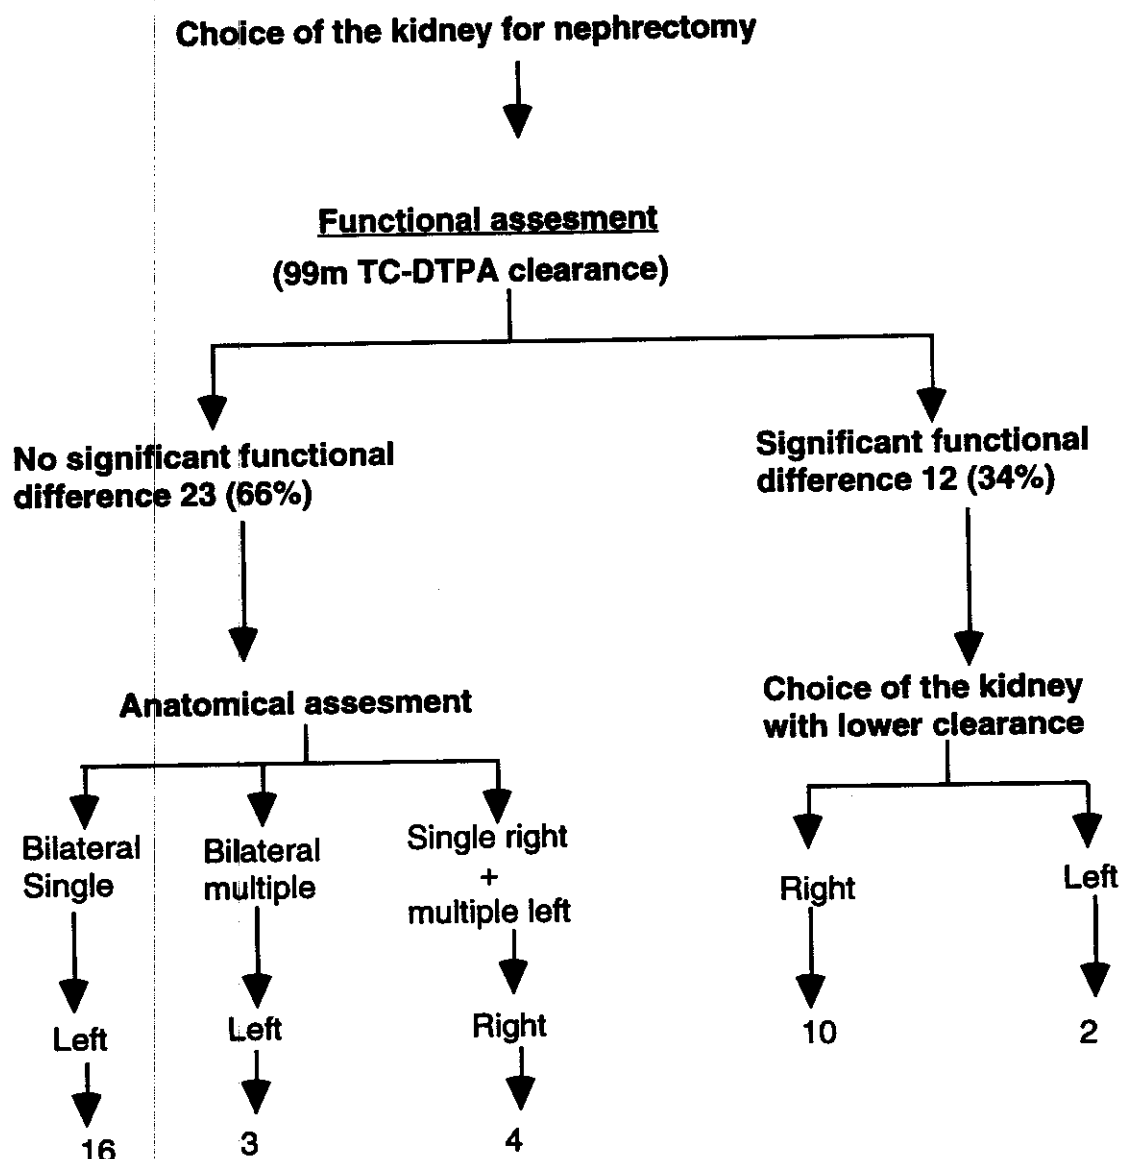 Choice of the kidney for nephrectomy
Functional assesment
(99m TC-DTPA clearance)
No significant functional
difference 23 (66%)
Significant functional
difference 12 (34%)
Anatomical assesment
Choice of the kidney
with lower clearance
Bilateral
Single
Bilateral
multiple
Single right
+
multiple left
Right
Left
Left
Left
Right
10
2
16
3
4